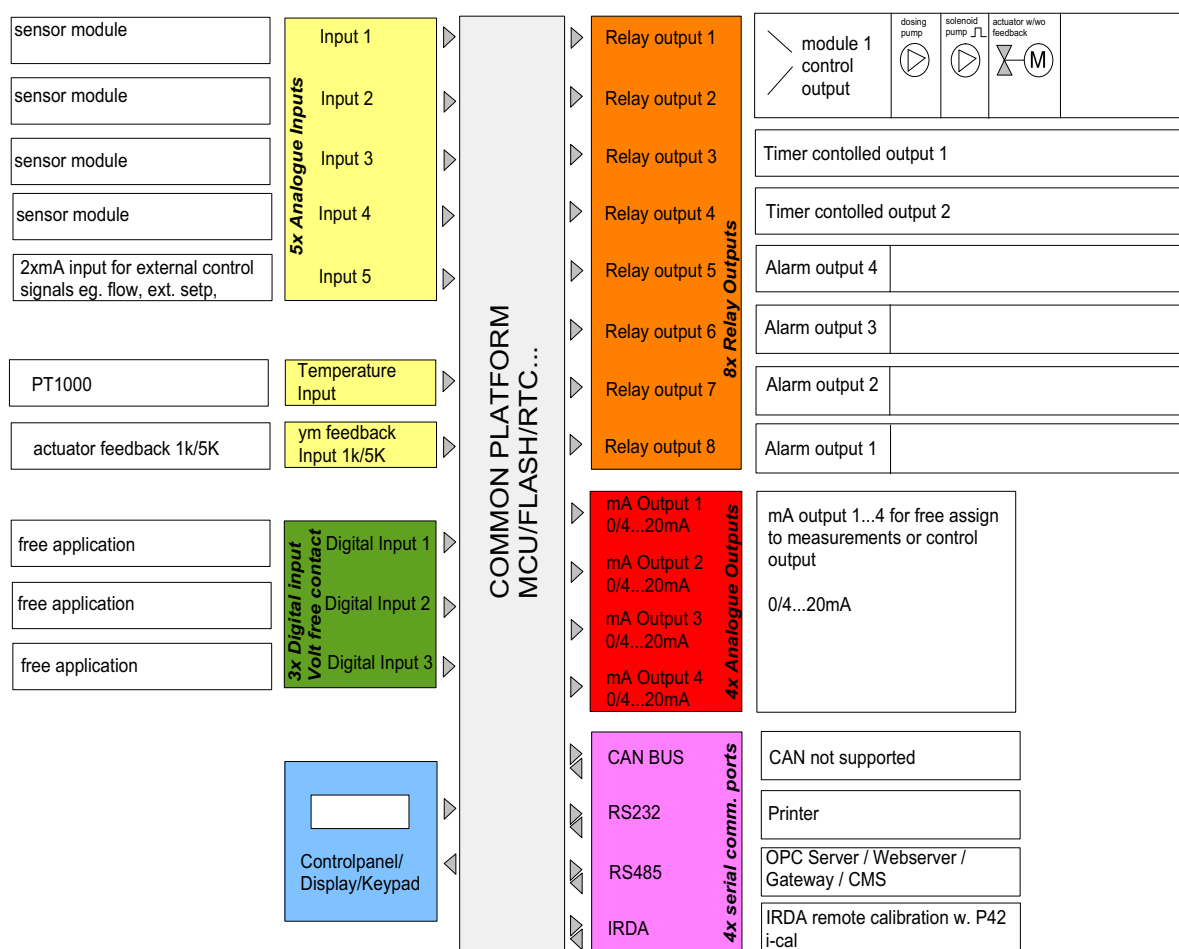 sensor module
sensor module
sensor module
sensor module
2xmA input for external control
signals eg. flow, ext. setp,
PT1000
actuator feedback 1k/5K
free application
free application
free application
5x Analogue Inputs
Input 1
Input 2
Input 3
Input 4
Input 5
Temperature
Input
ym feedback
Input 1k/5K
3x Digital input
Volt free contact
Digital Input 1
Digital Input 2
Digital Input 3
Controlpanel/
Display/Keypad
COMMON PLATFORM
MCU/FLASH/RTC...
Relay output 1
Relay output 2
Relay output 3
Relay output 4
Relay output 5
Relay output 6
Relay output 7
Relay output 8
8x Relay Outputs
mA Output 1
0/4...20mA
mA Output 2
0/4...20mA
mA Output 3
0/4...20mA
mA Output 4
0/4...20mA
4x Analogue Outputs
CAN BUS
RS232
RS485
IRDA
4x serial comm. ports
module 1
control
output
dosing
pump
solenoid
pump
actuator w/wo
feedback
M
Timer contolled output 1
Timer contolled output 2
Alarm output 4
Alarm output 3
Alarm output 2
Alarm output 1
mA output 1...4 for free assign
to measurements or control
output
0/4...20mA
CAN not supported
Printer
OPC Server / Webserver /
Gateway / CMS
IRDA remote calibration w. P42
i-cal